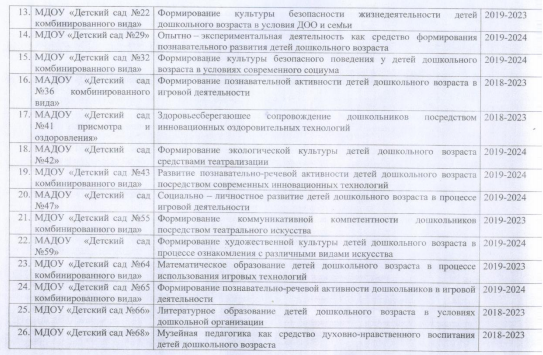 13. МДОУ «Детский сад №22 Формирование культуры безопасности жизнедеятельности детей 2019-2023
комбинированного вида» дошкольного возраста в условия ДОО и семьи
14. МДОУ «Детский сад №29» Опытно – экспериментальная деятельность как средство формирования 2019-2024
познавательного развития детей дошкольного возраста
15. МДОУ «Детский сад №32 Формирование культуры безопасного поведения у детей дошкольного 2019-2024
комбинированного вида» возраста в условиях современного социума
16. МАДОУ «Детский сад Формирование познавательной активности детей дошкольного возраста в 2018-2023
№36 комбинированного игровой деятельности
вида»
17. МАДОУ «Детский сад Здоровьесберегающее сопровождение дошкольников посредством 2018-2023
№41 присмотра и инновационных оздоровительных технологий
оздоровления»
18. МАДОУ «Детский сад Формирование экологической культуры детей дошкольного возраста 2019-2024
№42» средствами театрализации
19. МДОУ «Детский сад №43 Развитие познавательно-речевой активности детей дошкольного возраста 2019-2024
комбинированного вида» посредством современных инновационных технологий
20. МАДОУ «Детский сад Социально – личностное развитие детей дошкольного возраста в процессе 2019-2024
№47» игровой деятельности
21. МДОУ «Детский сад №55 Формирование коммуникативной компетентности дошкольников 2019-2023
комбинированного вида» посредством театрального искусства
22. МАДОУ «Детский сад Формирование художественной культуры детей дошкольного возраста в 2019-2024
№59» процессе ознакомления с различными видами искусства
23. МДОУ «Детский сад №64 Математическое образование детей дошкольного возраста в процессе 2019-2023
комбинированного вида» использования игровых технологий
24. МДОУ «Детский сад №65 Формирование познавательно-речевой активности дошкольников в игровой 2019-2024
комбинированного вида» деятельности
25. МДОУ «Детский сад №66» Литературное образование детей дошкольного возраста в условиях 2018-2023
дошкольной организации
26. МДОУ «Детский сад №68» Музейная педагогика как средство духовно-нравственного воспитания 2018-2023
детей дошкольного возраста